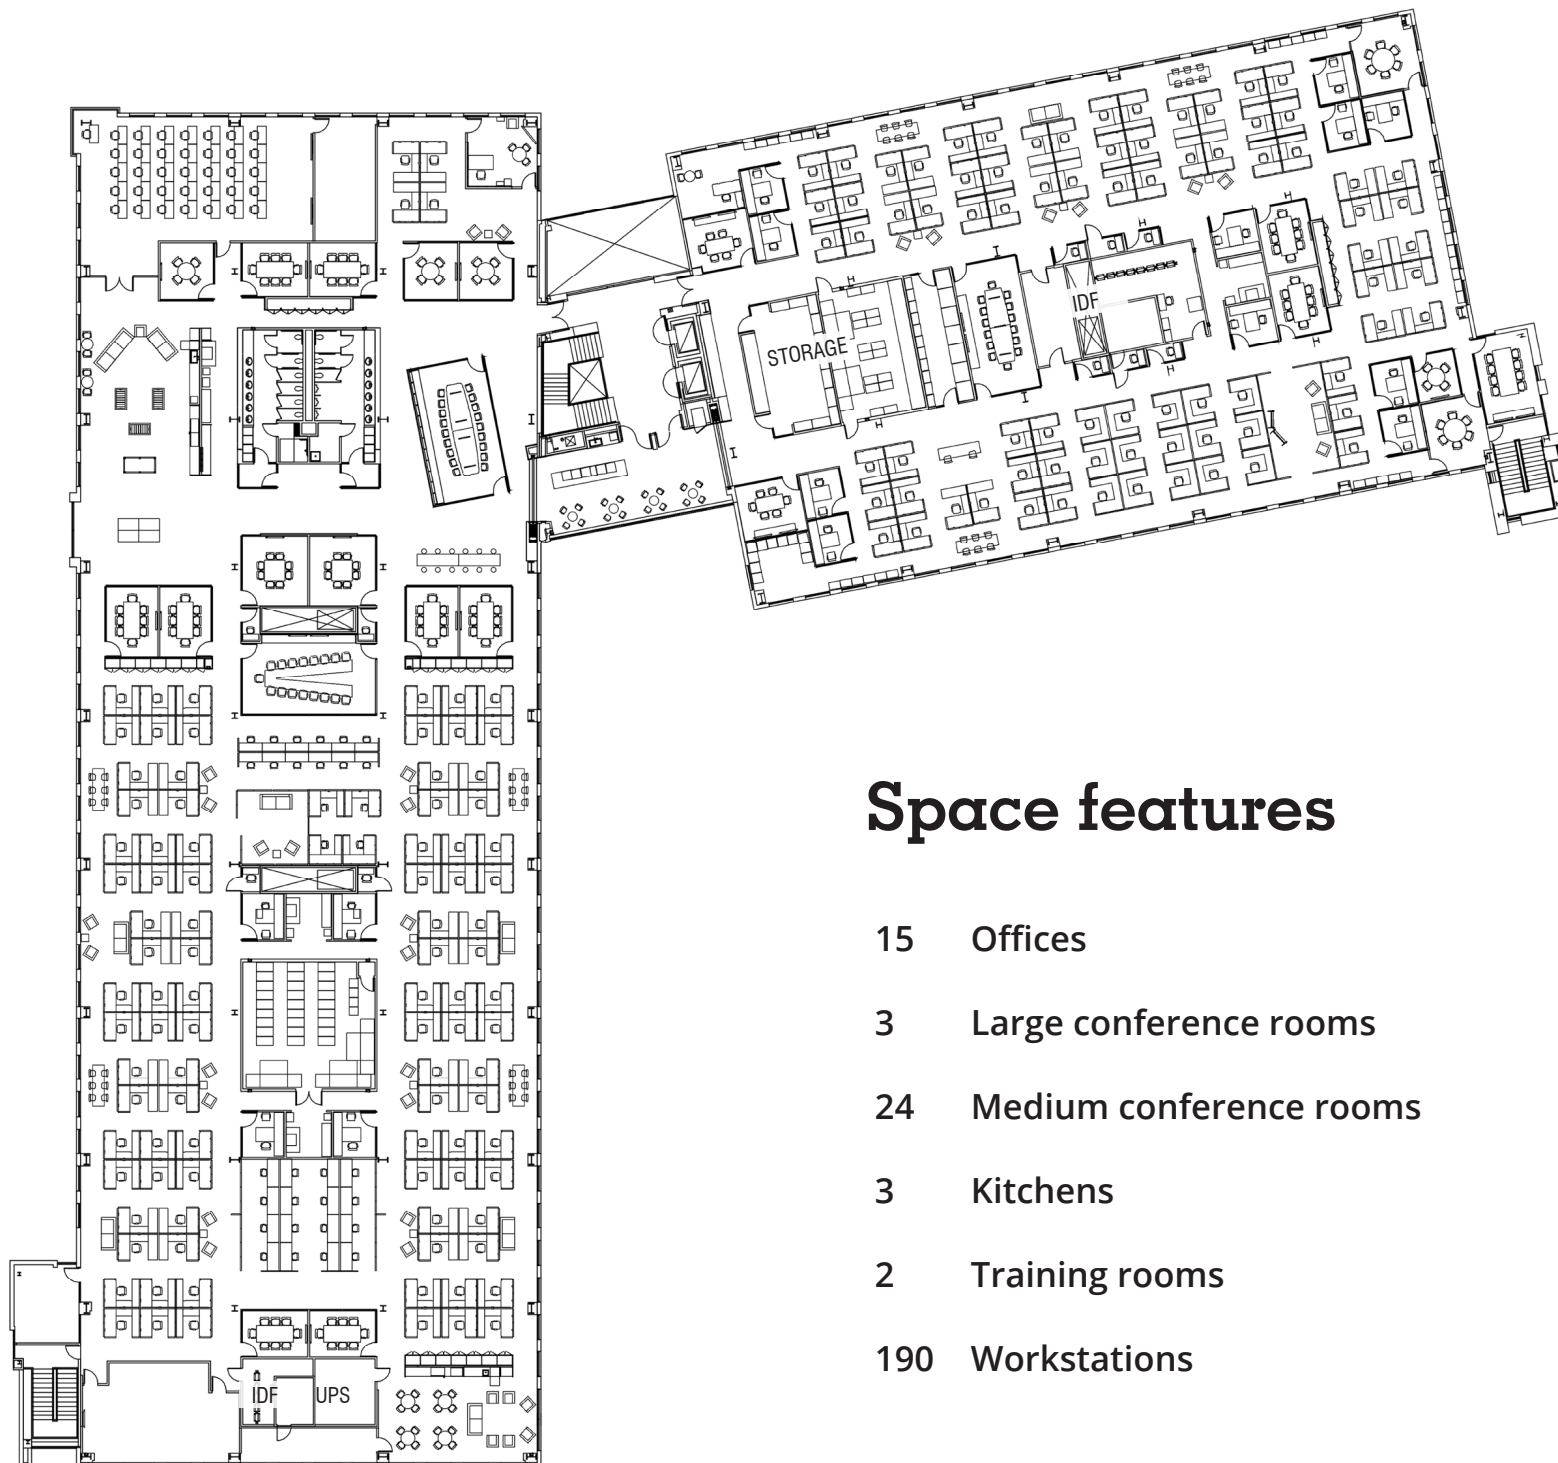 STORAGE
IDF
Space features
15 Offices
3 Large conference rooms
24 Medium conference rooms
3 Kitchens
2 Training rooms
190 Workstations
IDF
UPS